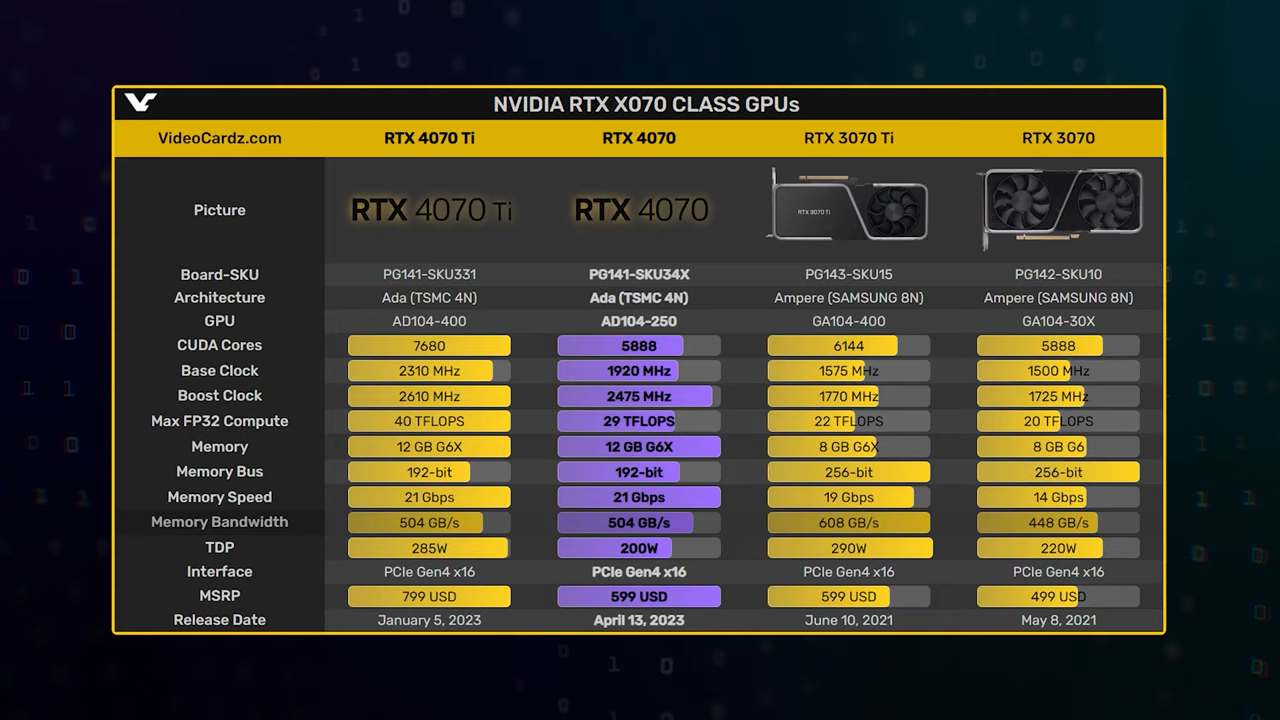 NVIDIA RTX X070 CLASS GPUs
VideoCardz.com RTX 4070 Ti RTX 4070 RTX 3070 Ti RTX 3070
Picture RTX 4070 Ti RTX 4070 RTX 3070 Ti
Board-SKU PG141-SKU331 PG141-SKU34X PG143-SKU15 PG142-SKU10
Architecture Ada (TSMC 4N) Ada (TSMC 4N) Ampere (SAMSUNG 8N) Ampere (SAMSUNG 8N)
GPU AD104-400 AD104-250 GA104-400 GA104-30X
CUDA Cores 7680 5888 6144 5888
Base Clock 2310 MHz 1920 MHz 1575 MHz 1500 MHz
Boost Clock 2610 MHz 2475 MHz 1770 MHz 1725 MHz
Max FP32 Compute 40 TFLOPS 29 TFLOPS 22 TFLOPS 20 TFLOPS
Memory 12 GB G6X 12 GB G6X 8 GB G6X 8 GB G6
Memory Bus 192-bit 192-bit 256-bit 256-bit
Memory Speed 21 Gbps 21 Gbps 19 Gbps 14 Gbps
Memory Bandwidth 504 GB/s 504 GB/s 608 GB/s 448 GB/s
TDP 285W 200W 290W 220W
Interface PCIe Gen4 x16 PCIe Gen4 x16 PCIe Gen4 x16 PCIe Gen4 x16
MSRP 799 USD 599 USD 599 USD 499 USD
Release Date January 5, 2023 April 13, 2023 June 10, 2021 May 8, 2021